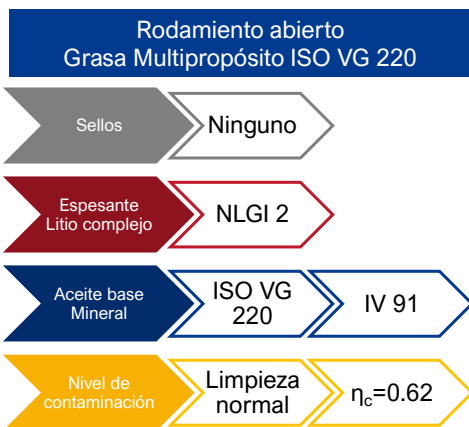 Rodamiento abierto
Grasa Multipropósito ISO VG 220
Sellos
Ninguno
Espesante
Litio complejo
NLGI 2
Aceite base
Mineral
ISO VG
220
IV 91
Nivel de
contaminación
Limpieza
normal
ηc=0.62